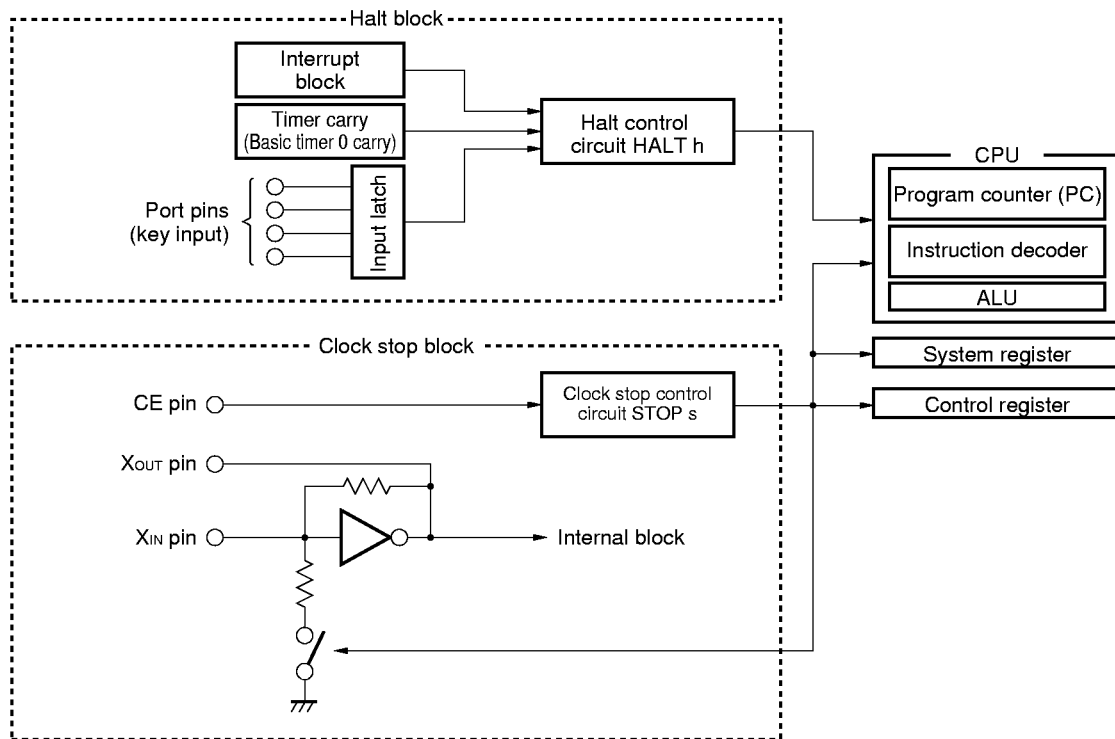 Halt block
Interrupt
block
Timer carry
(Basic timer 0 carry)
Port pins
(key input)
Input latch
Halt control
circuit HALT h
CPU
Program counter (PC)
Instruction decoder
ALU
System register
Control register
Clock stop block
CE pin
Clock stop control
circuit STOP s
XOUT pin
XIN pin
Internal block